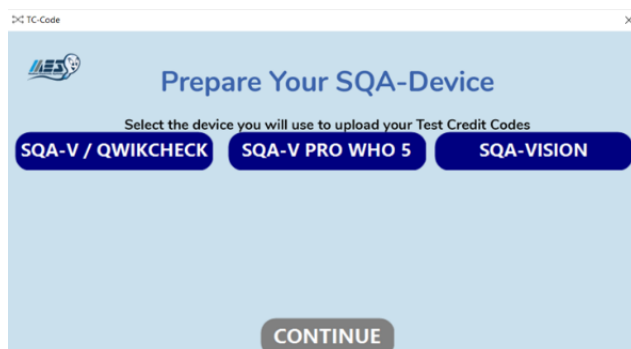 TC-Code
MES
Prepare Your SQA-Device
Select the device you will use to upload your Test Credit Codes
SQA-V / QWIKCHECK SQA-V PRO WHO 5 SQA-VISION
CONTINUE